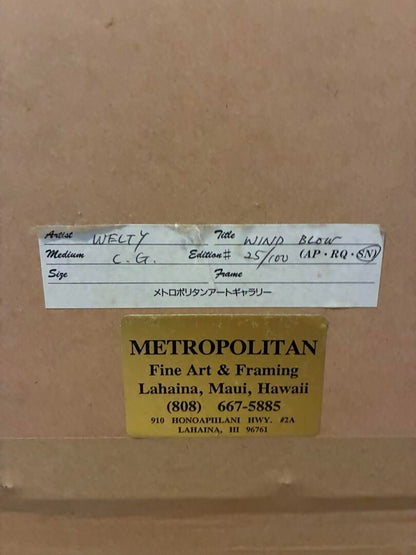 Artist WELTY Title WIND BLOW
Medium C.G. Edition# 25/100 (AP・RQ・SN)
Size Frame
メトロポリタンアートギャラリー
METROPOLITAN
Fine Art & Framing
Lahaina, Maui, Hawaii
(808) 667-5885
910 HONOAPIILANI HWY. #2A
LAHAINA, HI 96761